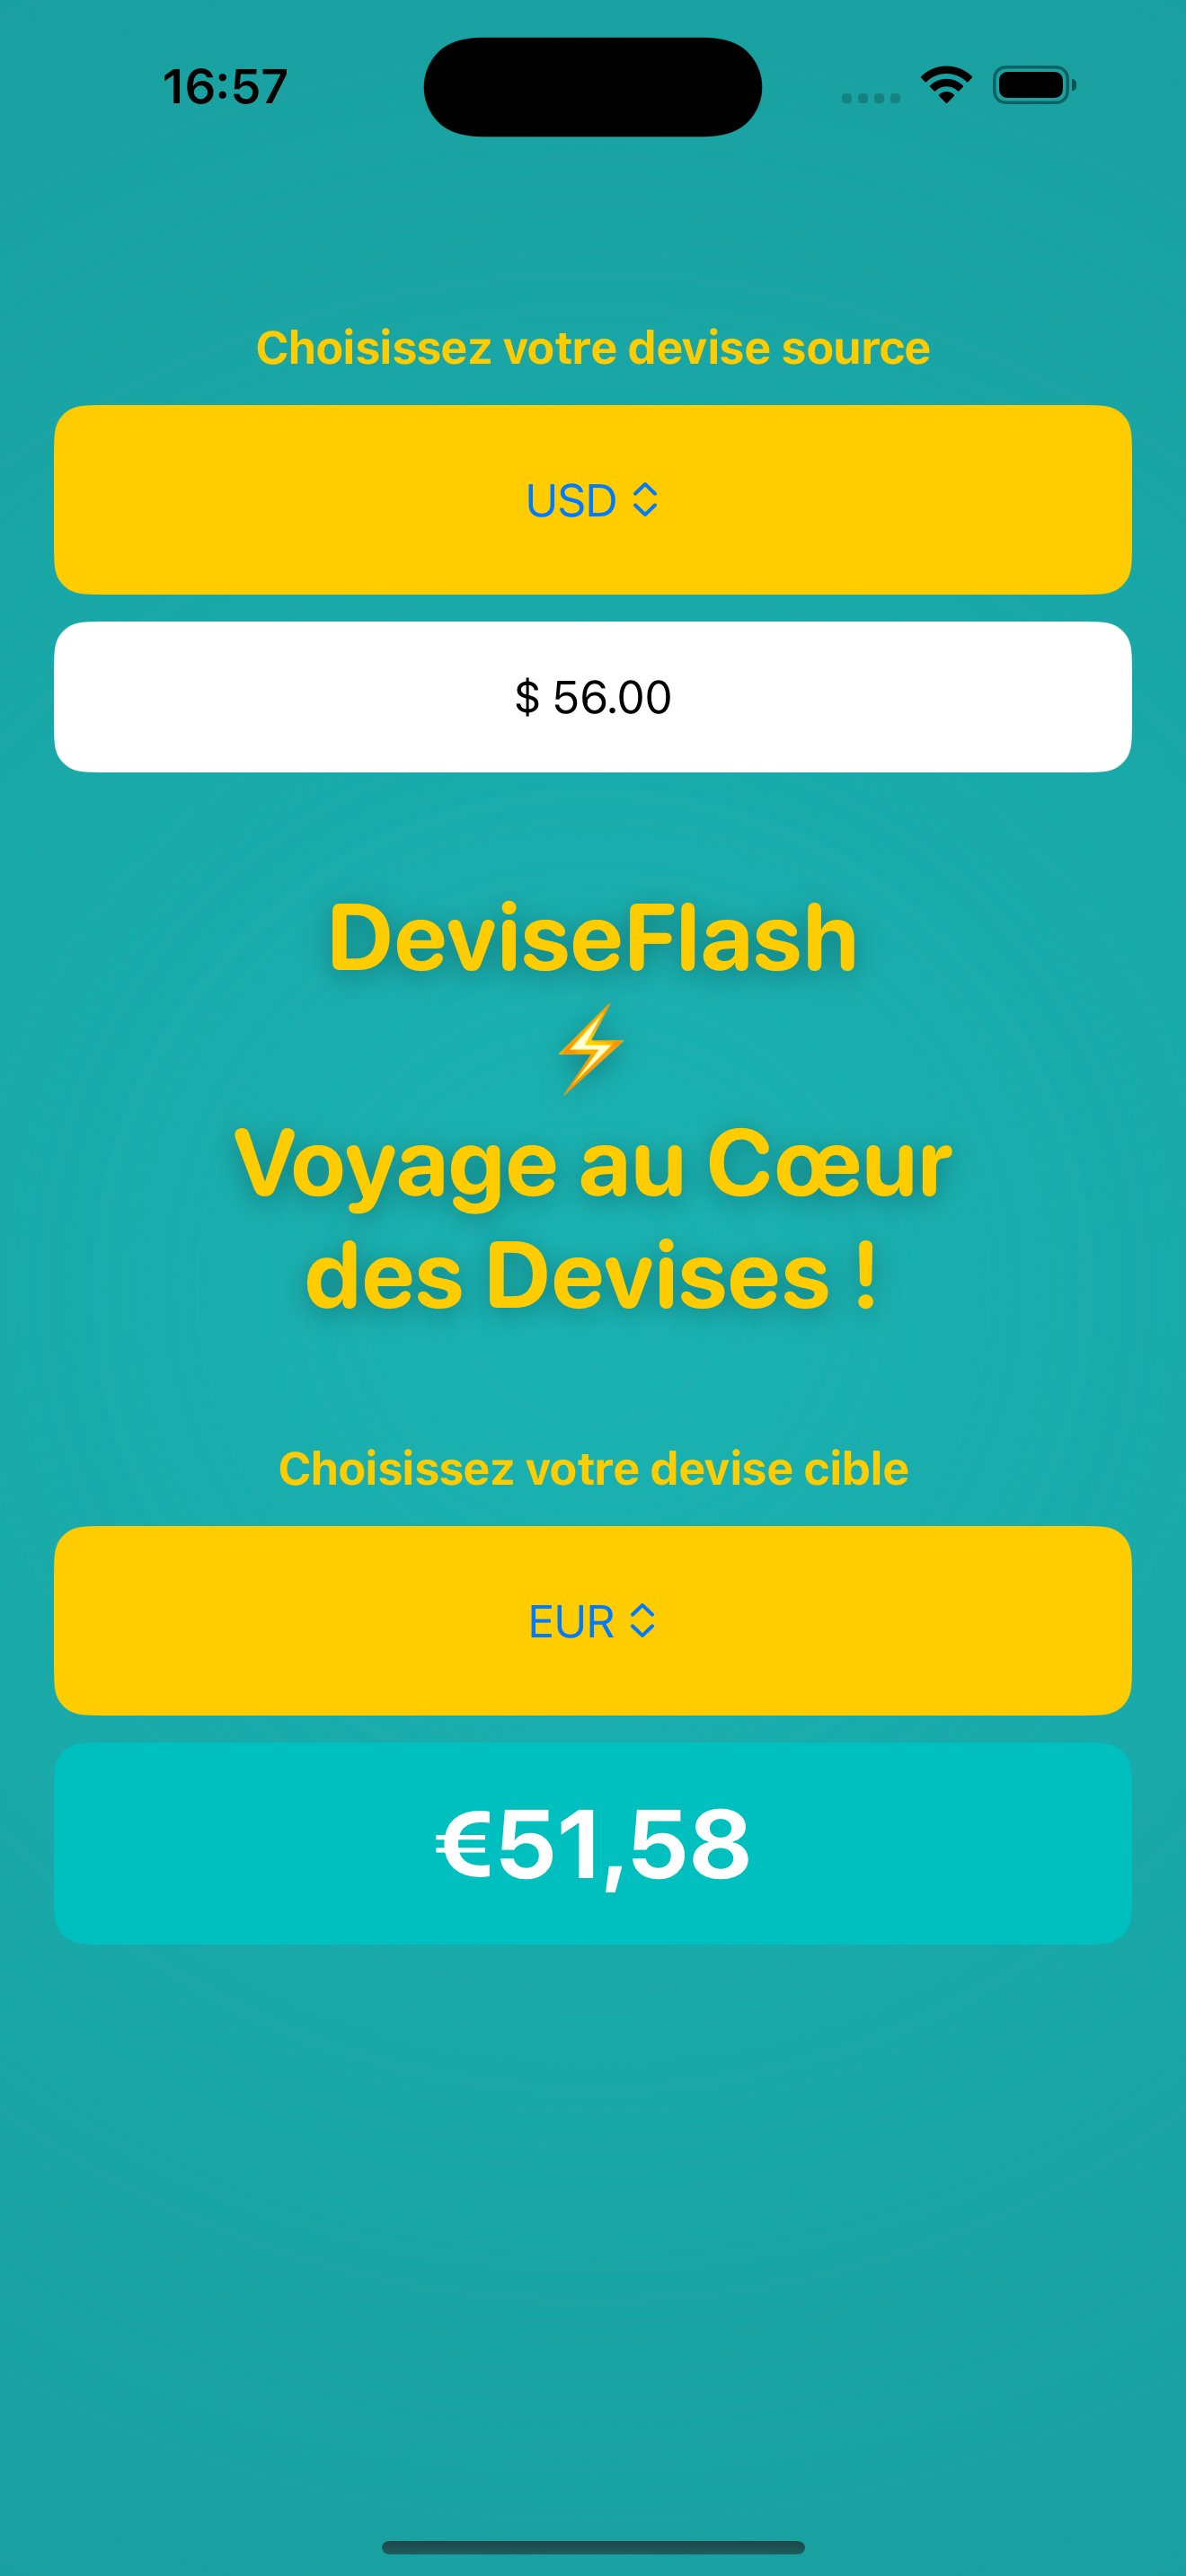 16:57
Choisissez votre devise source
USD
$ 56.00
DeviseFlash
⚡
Voyage au Cœur
des Devises !
Choisissez votre devise cible
EUR
€51,58